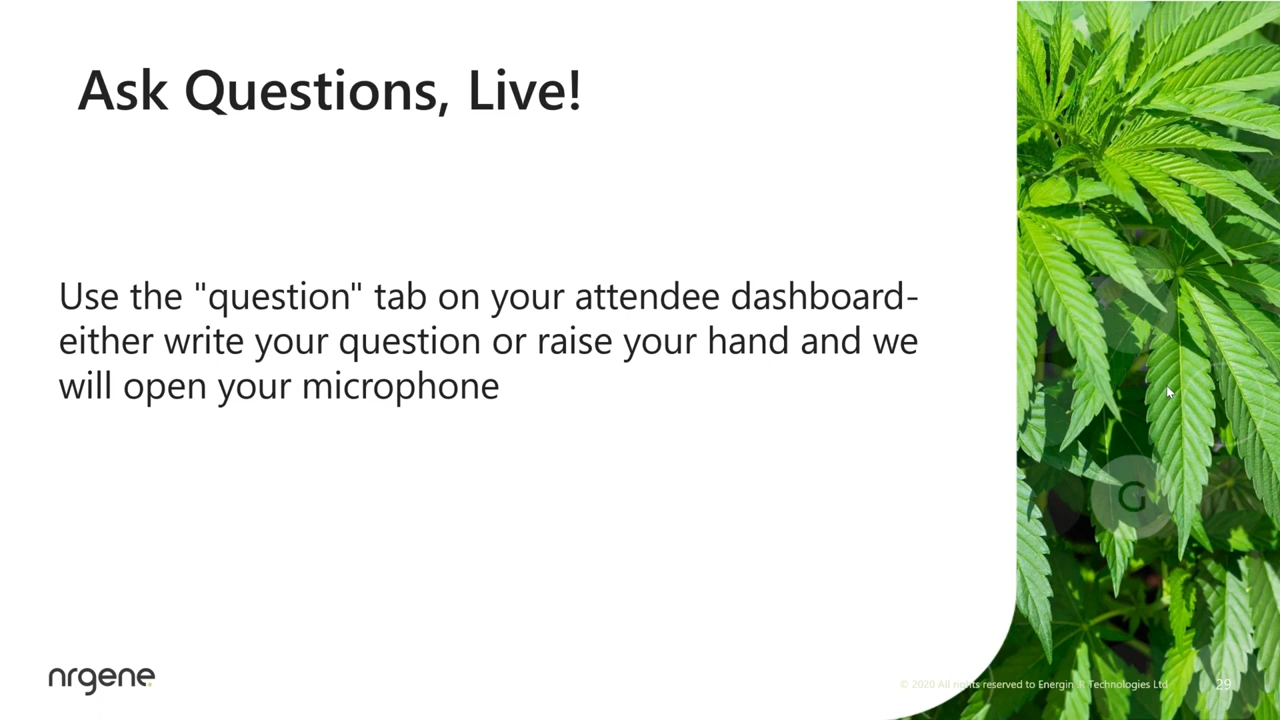 Ask Questions, Live!
Use the "question" tab on your attendee dashboard-
either write your question or raise your hand and we
will open your microphone
G
nrgene
© 2020 All rights reserved to Energin R Technologies Ltd
29